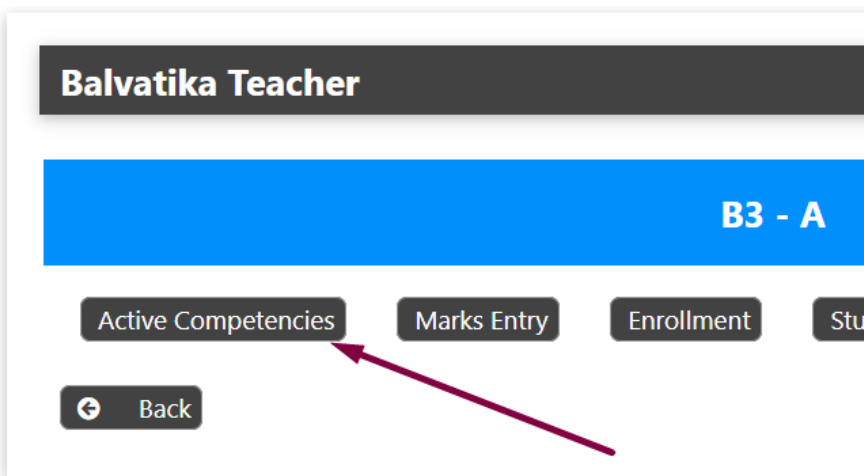 Balvatika Teacher
B3 - A
Active Competencies Marks Entry Enrollment
Back